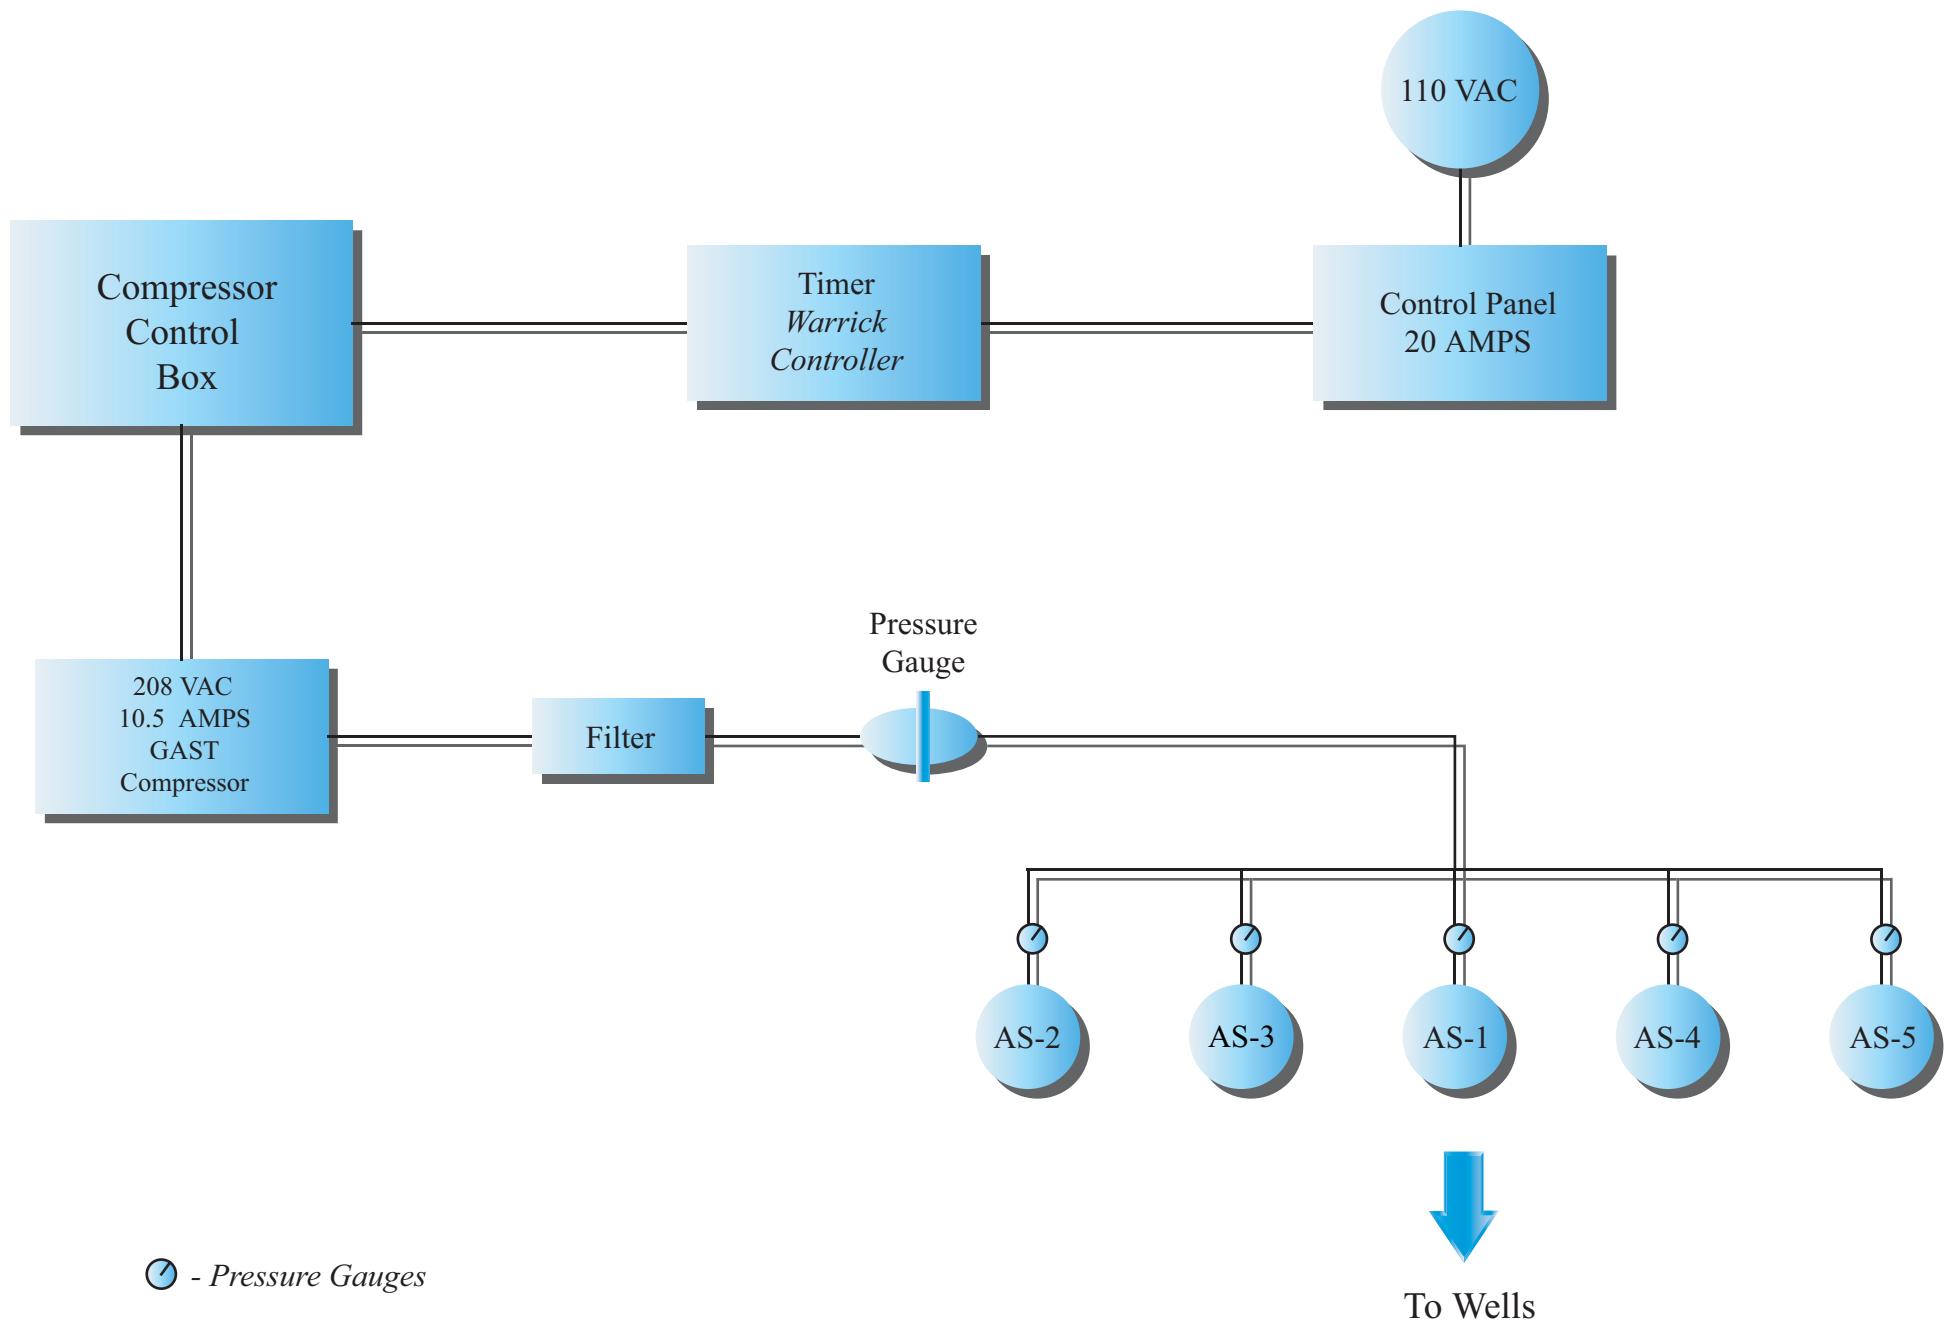 110 VAC
Compressor
Control
Box
Timer
Warrick
Controller
Control Panel
20 AMPS
208 VAC
10.5 AMPS
GAST
Compressor
Filter
Pressure
Gauge
AS-2
AS-3
AS-1
AS-4
AS-5
- Pressure Gauges
To Wells